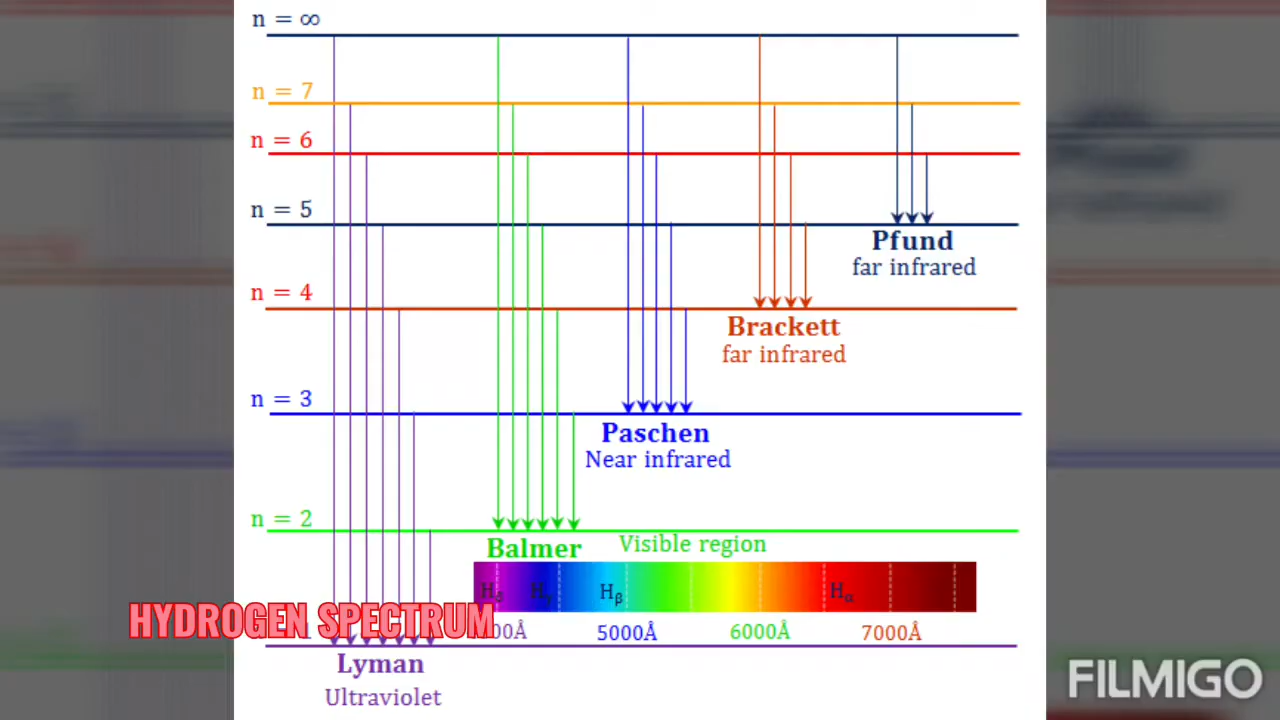 n = ∞
n = 7
n = 6
n = 5
Pfund
far infrared
n = 4
Brackett
far infrared
n = 3
Paschen
Near infrared
n = 2
Balmer
Visible region
Hβ
Hα
HYDROGEN SPECTRUM
00Å
5000Å
6000Å
7000Å
Lyman
Ultraviolet
FILMIGO